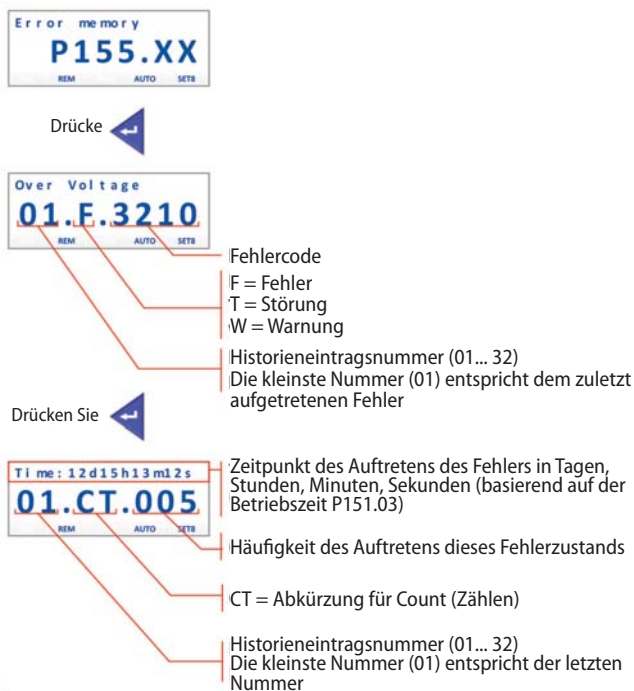 Error memory
P155.XX
REM AUTO SET8
Drücke
Over Voltage
01.F.3210
REM AUTO SET8
Fehlercode
F = Fehler
T = Störung
W = Warnung
Historieneintragsnummer (01... 32)
Die kleinste Nummer (01) entspricht dem zuletzt
aufgetretenen Fehler
Drücken Sie
Time: 12d15h13m12s
01.CT.005
REM AUTO SET8
Zeitpunkt des Auftretens des Fehlers in Tagen,
Stunden, Minuten, Sekunden (basierend auf der
Betriebszeit P151.03)
Häufigkeit des Auftretens dieses Fehlerzustands
CT = Abkürzung für Count (Zählen)
Historieneintragsnummer (01... 32)
Die kleinste Nummer (01) entspricht der letzten
Nummer